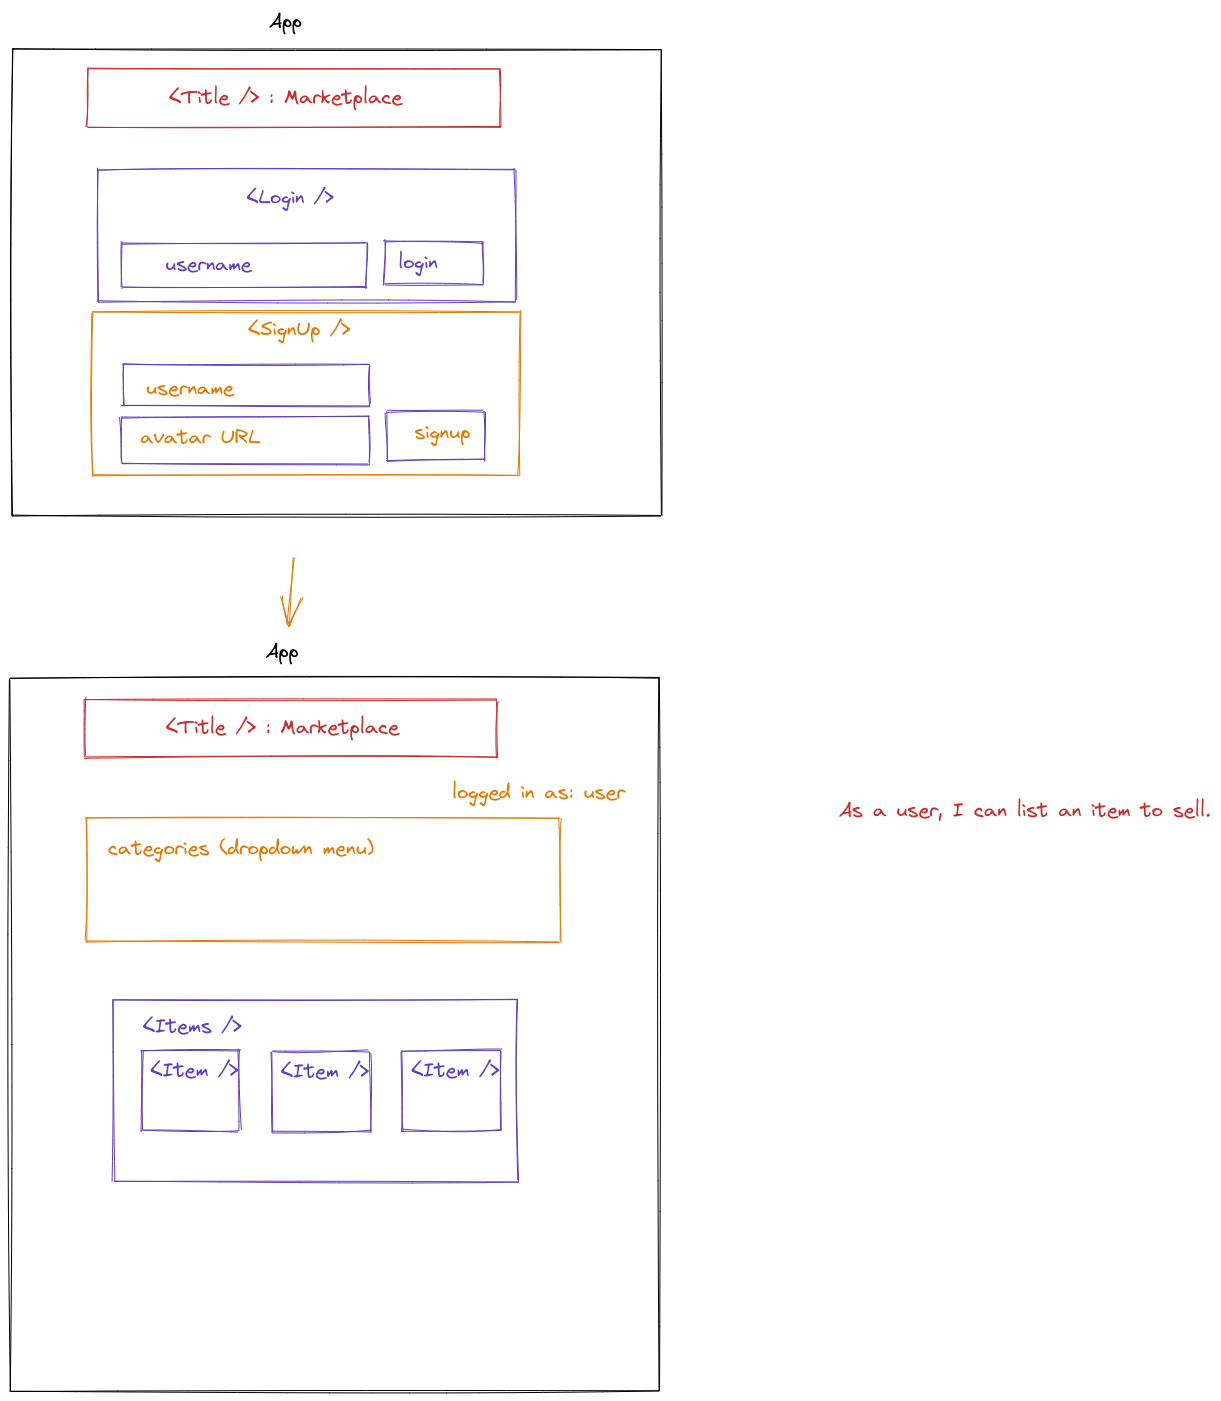 App
<Title /> : Marketplace
<Login />
username
login
<SignUp />
username
avatar URL
signup
App
<Title /> : Marketplace
logged in as: user
As a user, I can list an item to sell.
categories (dropdown menu)
<Items />
<Item />
<Item />
<Item />